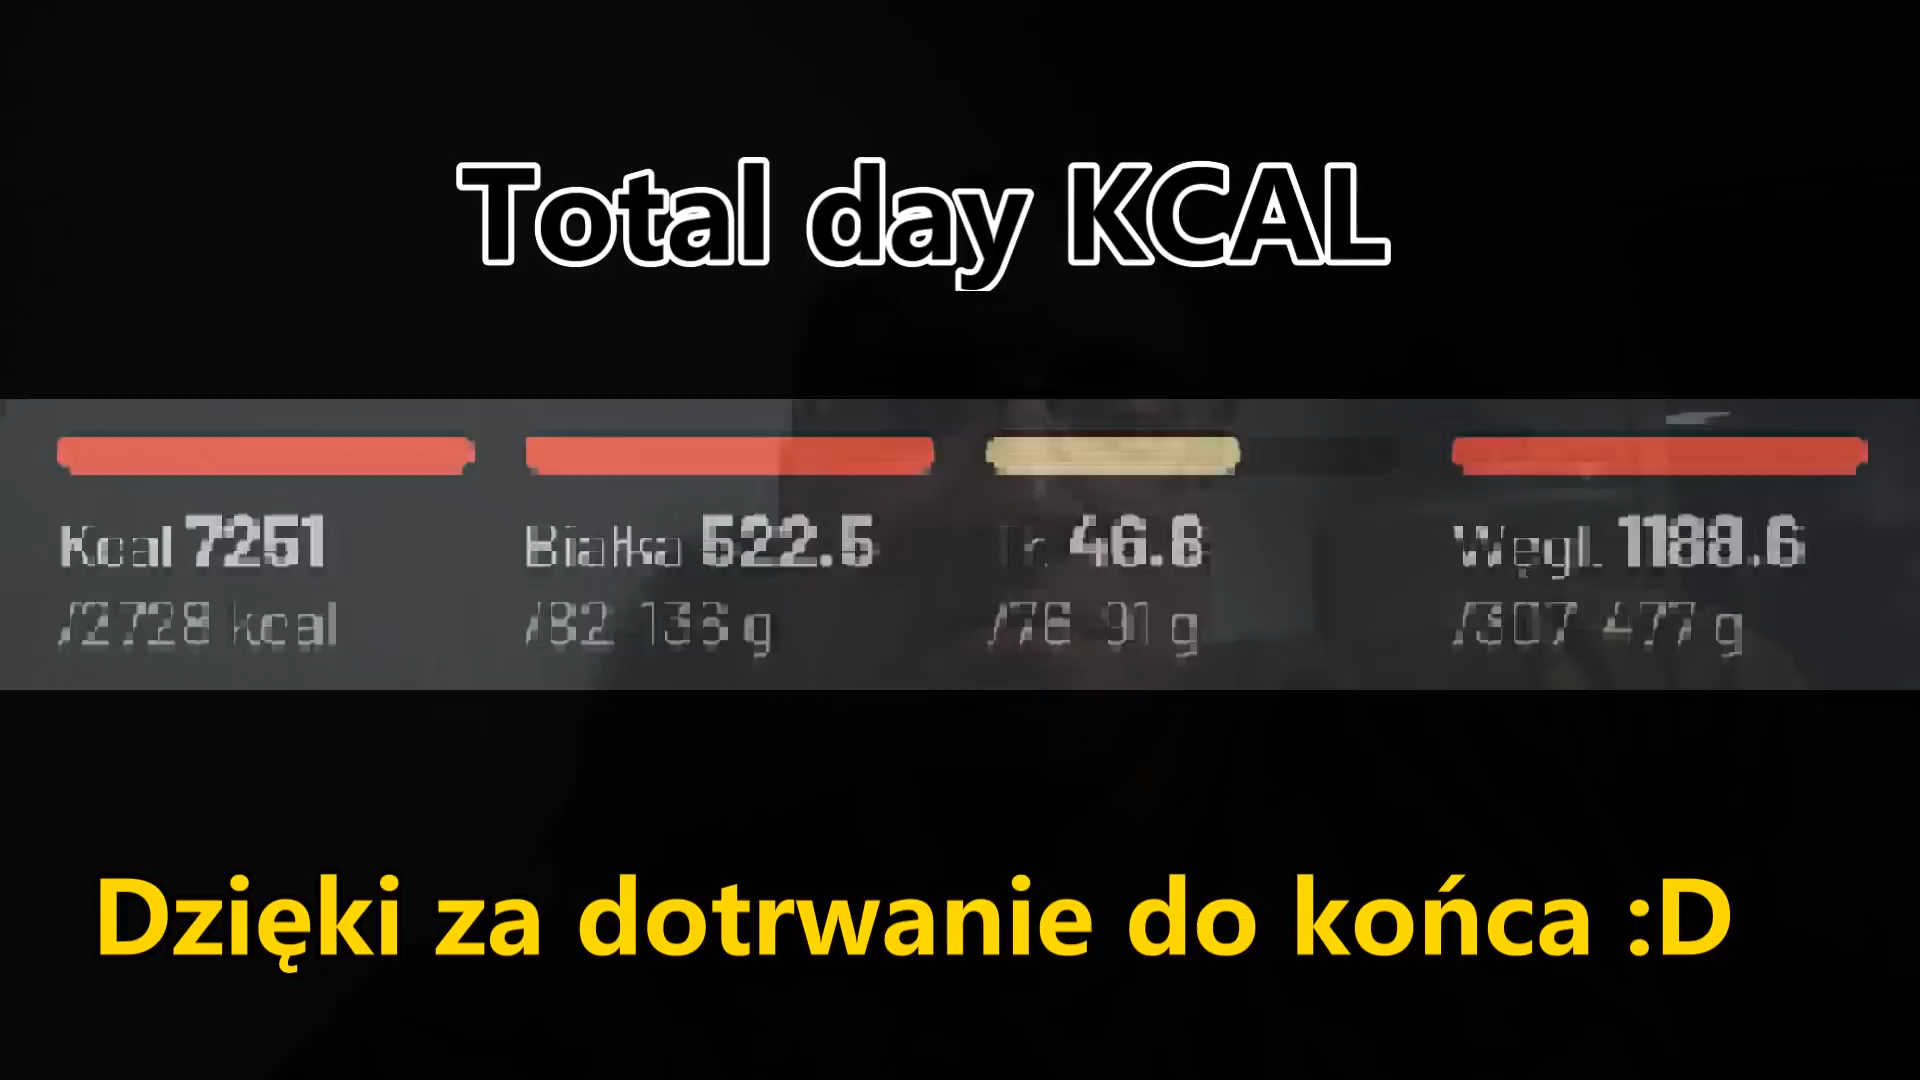 Total day KCAL
Kcal 7251 Białka 522.5 Tł. 46.8 Węgl. 1188.6
/2728 kcal /82 136 g /76 91 g /307 477 g
Dzięki za dotrwanie do końca :D